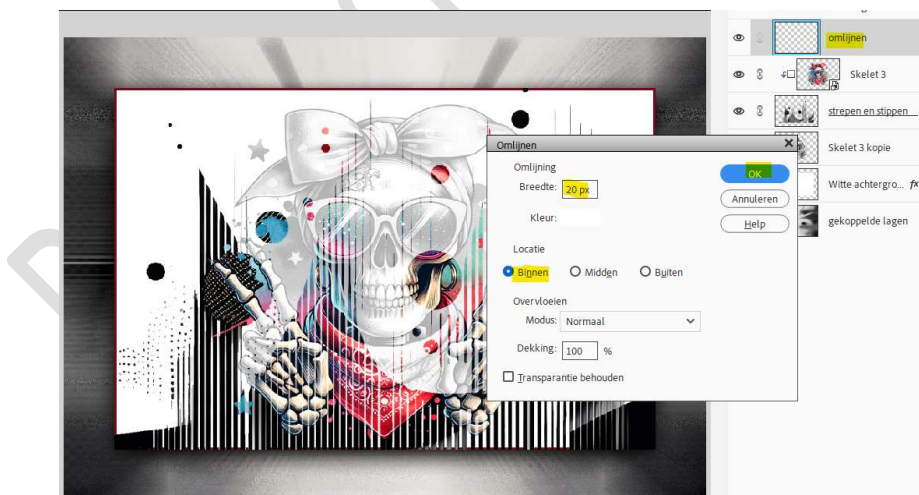 omlijnen
Skelet 3
strepen en stippen
Skelet 3 kopie
Witte achtergro... fx
gekoppelde lagen
Omlijnen
Omlijning
Breedte: 20 px
Kleur:
Locatie
Binnen Midden Buiten
Overvloeien
Modus: Normaal
Dekking: 100 %
Transparantie behouden
OK
Annuleren
Help